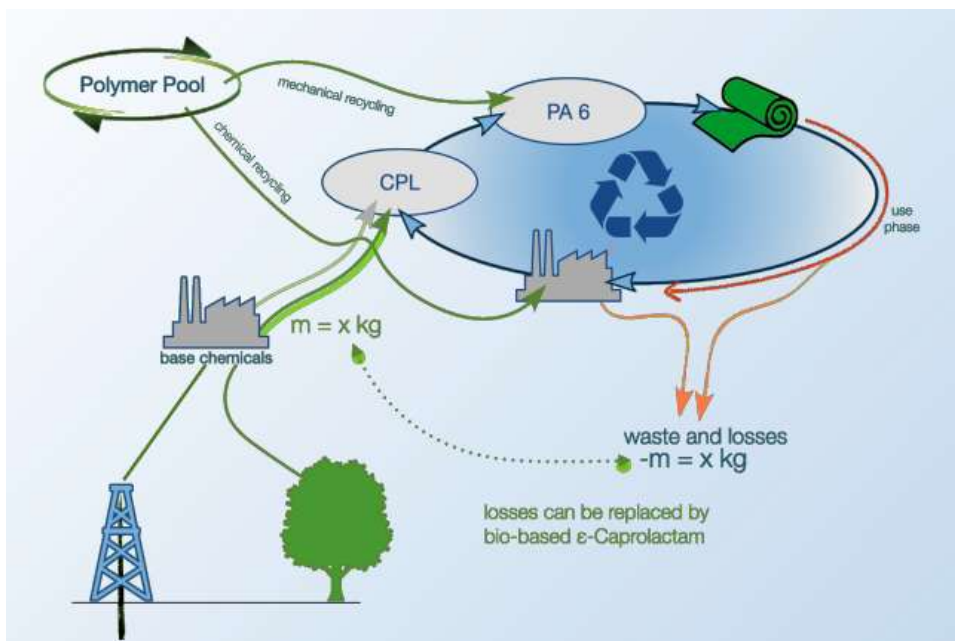 Polymer Pool
mechanical recycling
chemical recycling
PA 6
CPL
use
phase
m = x kg
base chemicals
waste and losses
-m = x kg
losses can be replaced by
bio-based ε-Caprolactam